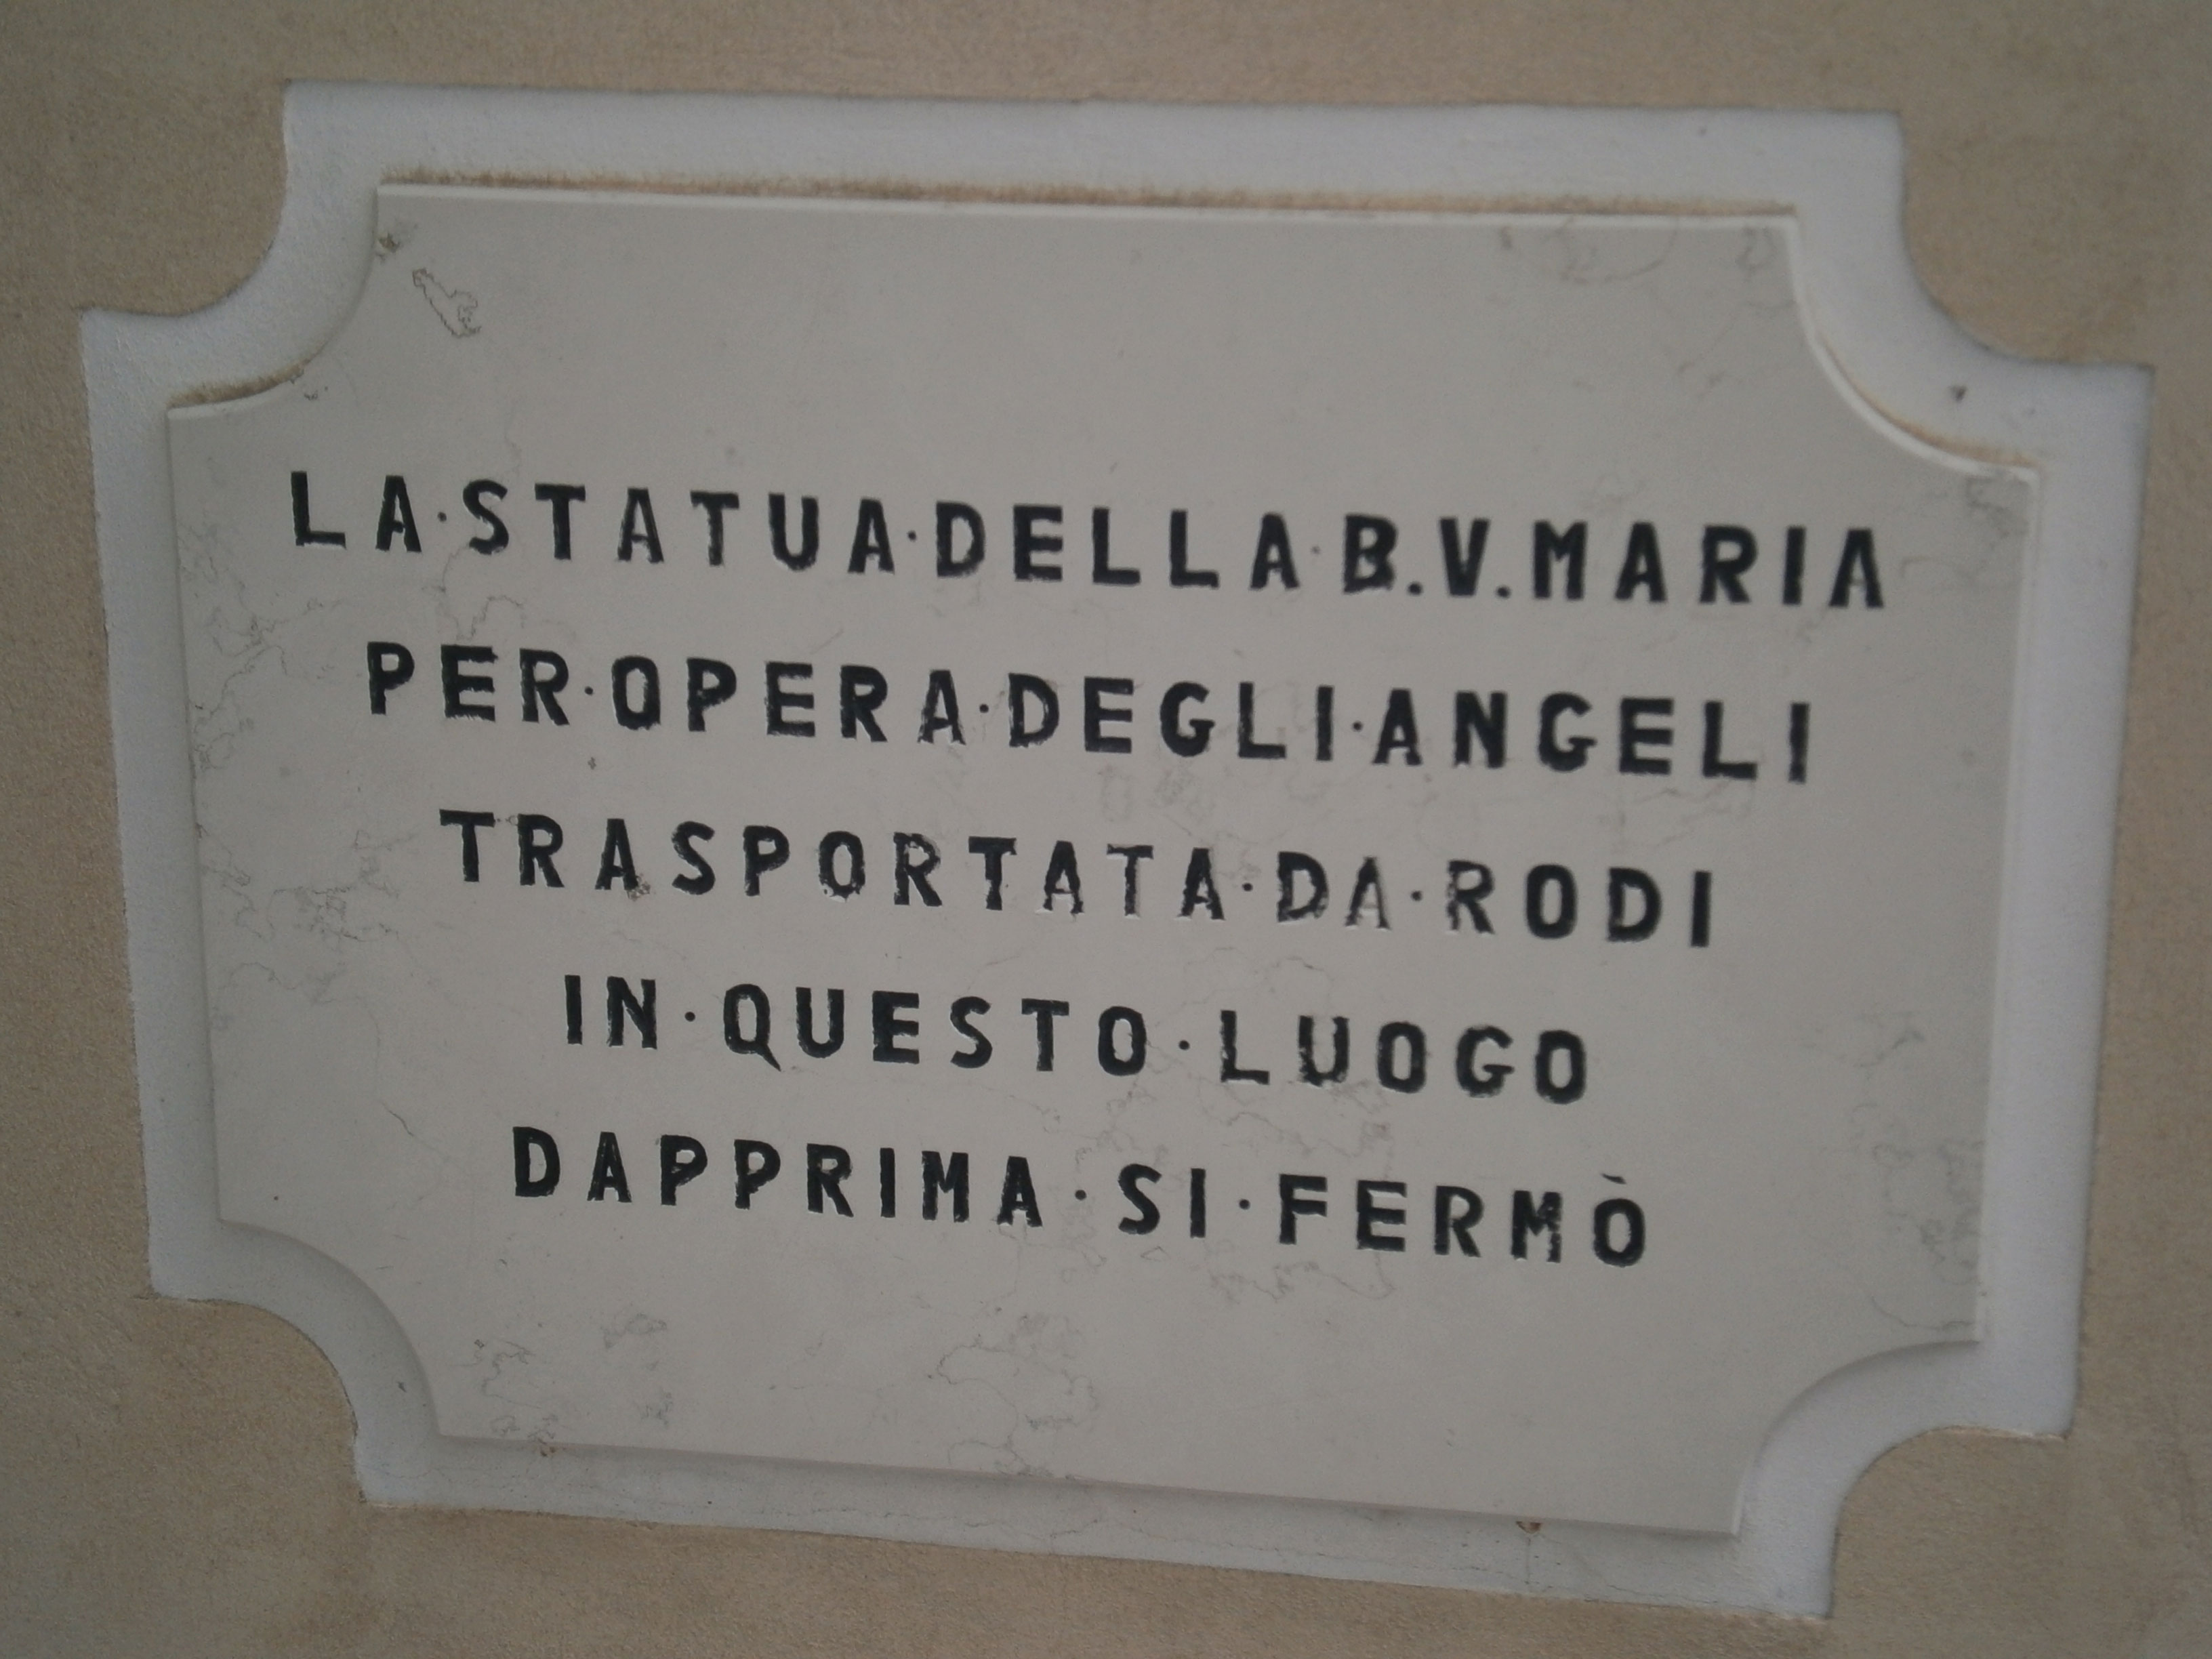 LA·STATUA·DELLA·B.V.MARIA
PER·OPERA·DEGLI·ANGELI
TRASPORTATA·DA·RODI
IN·QUESTO·LUOGO
DAPPRIMA·SI·FERMÒ